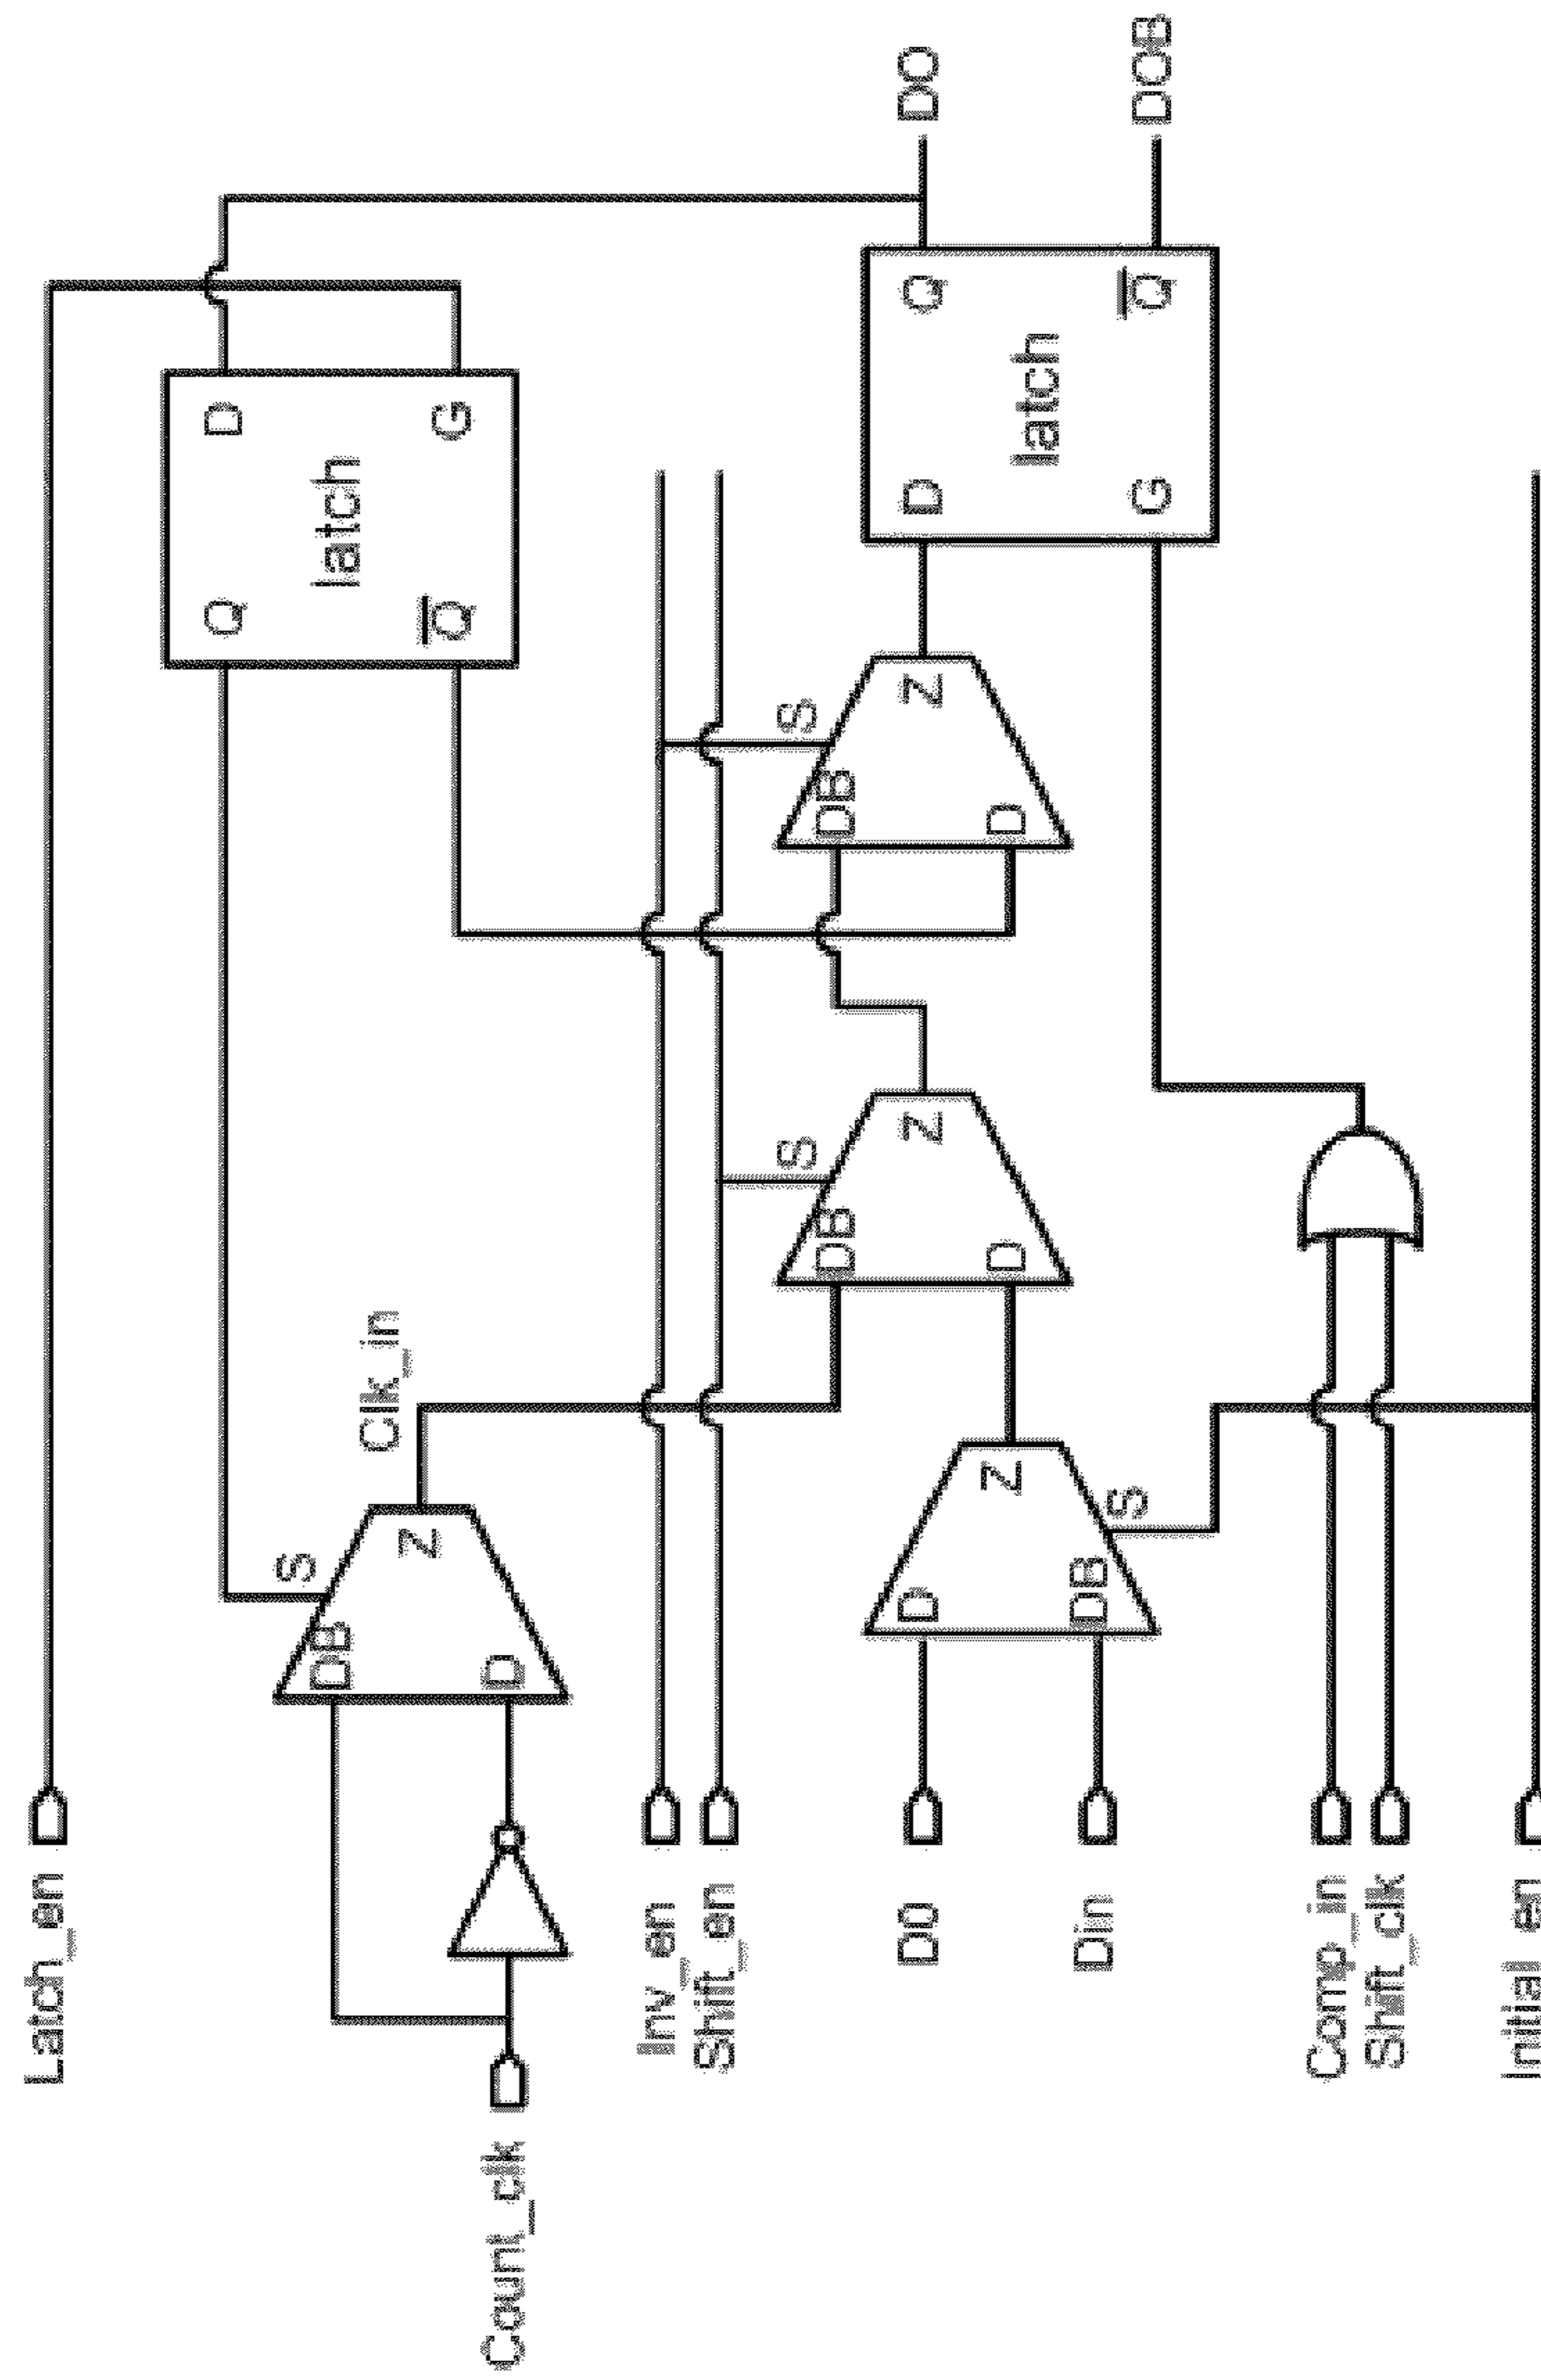 Latch_en
Q
D
latch
Q
G
S
DB
Z
D
Clk_in
Count_clk
Inv_en
Shift_en
S
DB
Z
D
S
DB
Z
D
D0
Din
D
Z
DB
S
D
Q
latch
G
Q
DO
DOB
Comp_in
Shift_clk
Initial_en